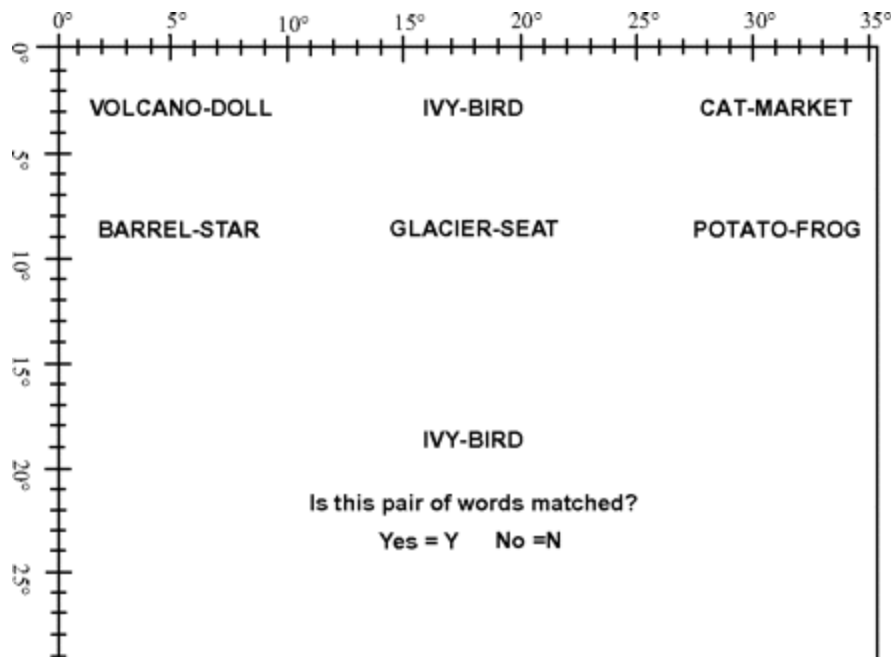 0° 5° 10° 15° 20° 25° 30° 35°
0°
VOLCANO-DOLL IVY-BIRD CAT-MARKET
5°
BARREL-STAR GLACIER-SEAT POTATO-FROG
10°
15°
IVY-BIRD
20°
Is this pair of words matched?
Yes = Y No =N
25°